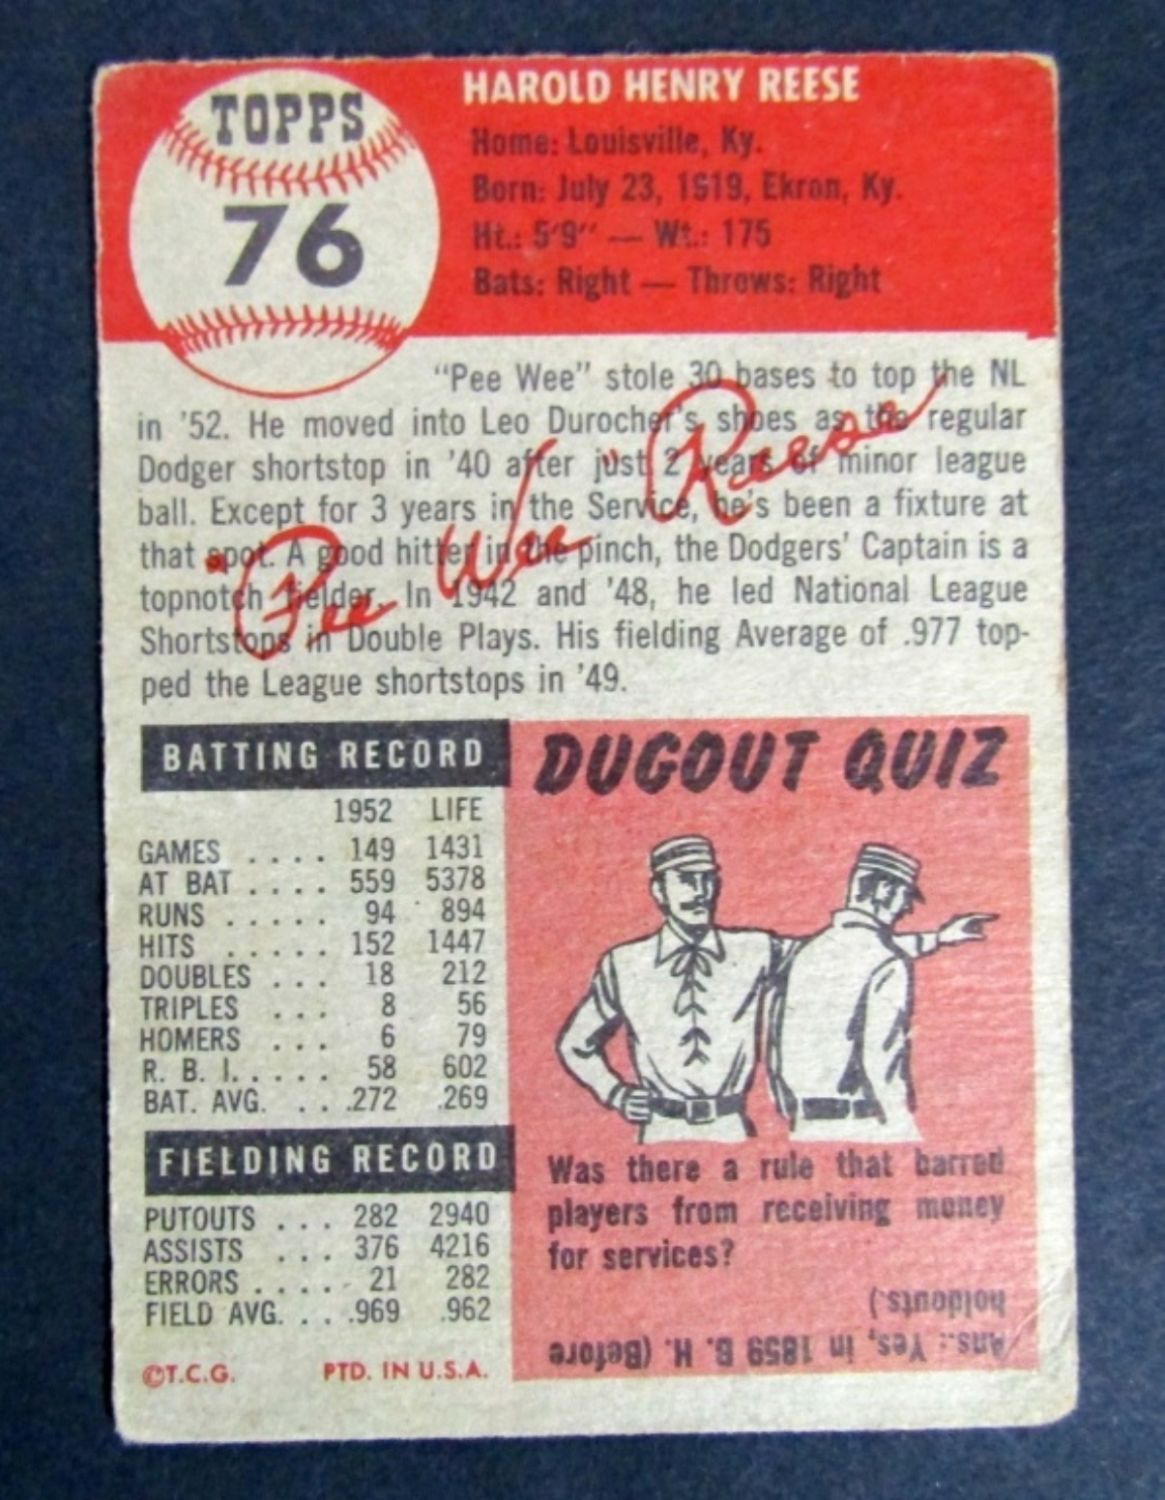 TOPPS
76
HAROLD HENRY REESE
Home: Louisville, Ky.
Born: July 23, 1919, Ekron, Ky.
Ht.: 5'9" — Wt.: 175
Bats: Right — Throws: Right
"Pee Wee" stole 30 bases to top the NL
in '52. He moved into Leo Durocher's shoes as the regular
Dodger shortstop in '40 after just 2 years of minor league
ball. Except for 3 years in the Service, he's been a fixture at
that spot. A good hitter in the pinch, the Dodgers' Captain is a
topnotch fielder. In 1942 and '48, he led National League
Shortstops in Double Plays. His fielding Average of .977 top-
ped the League shortstops in '49.
"Pee Wee" Reese
BATTING RECORD
1952 LIFE
GAMES .... 149 1431
AT BAT .... 559 5378
RUNS ..... 94 894
HITS ..... 152 1447
DOUBLES ... 18 212
TRIPLES ... 8 56
HOMERS ... 6 79
R. B. I. .... 58 602
BAT. AVG. ... .272 .269
FIELDING RECORD
PUTOUTS ... 282 2940
ASSISTS ... 376 4216
ERRORS .... 21 282
FIELD AVG. ... .969 .962
©T.C.G. PTD. IN U.S.A.
DUGOUT QUIZ
Was there a rule that barred
players from receiving money
for services?
Ans.: Yes, in 1859 B. H. (Before
holdouts.)